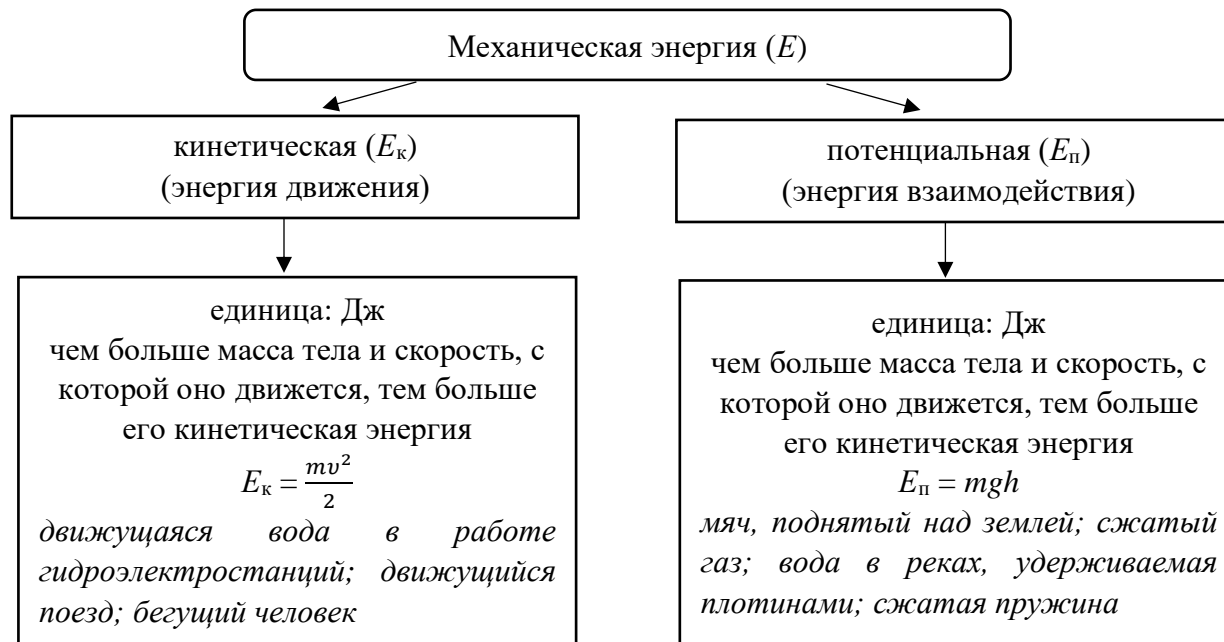 Механическая энергия (E)
кинетическая (Eк)
(энергия движения)
потенциальная (Eп)
(энергия взаимодействия)
единица: Дж
чем больше масса тела и скорость, с
которой оно движется, тем больше
его кинетическая энергия
Eк = mv²/2
движущаяся вода в работе
гидроэлектростанций; движущийся
поезд; бегущий человек
единица: Дж
чем больше масса тела и скорость, с
которой оно движется, тем больше
его кинетическая энергия
Eп = mgh
мяч, поднятый над землей; сжатый
газ; вода в реках, удерживаемая
плотинами; сжатая пружина